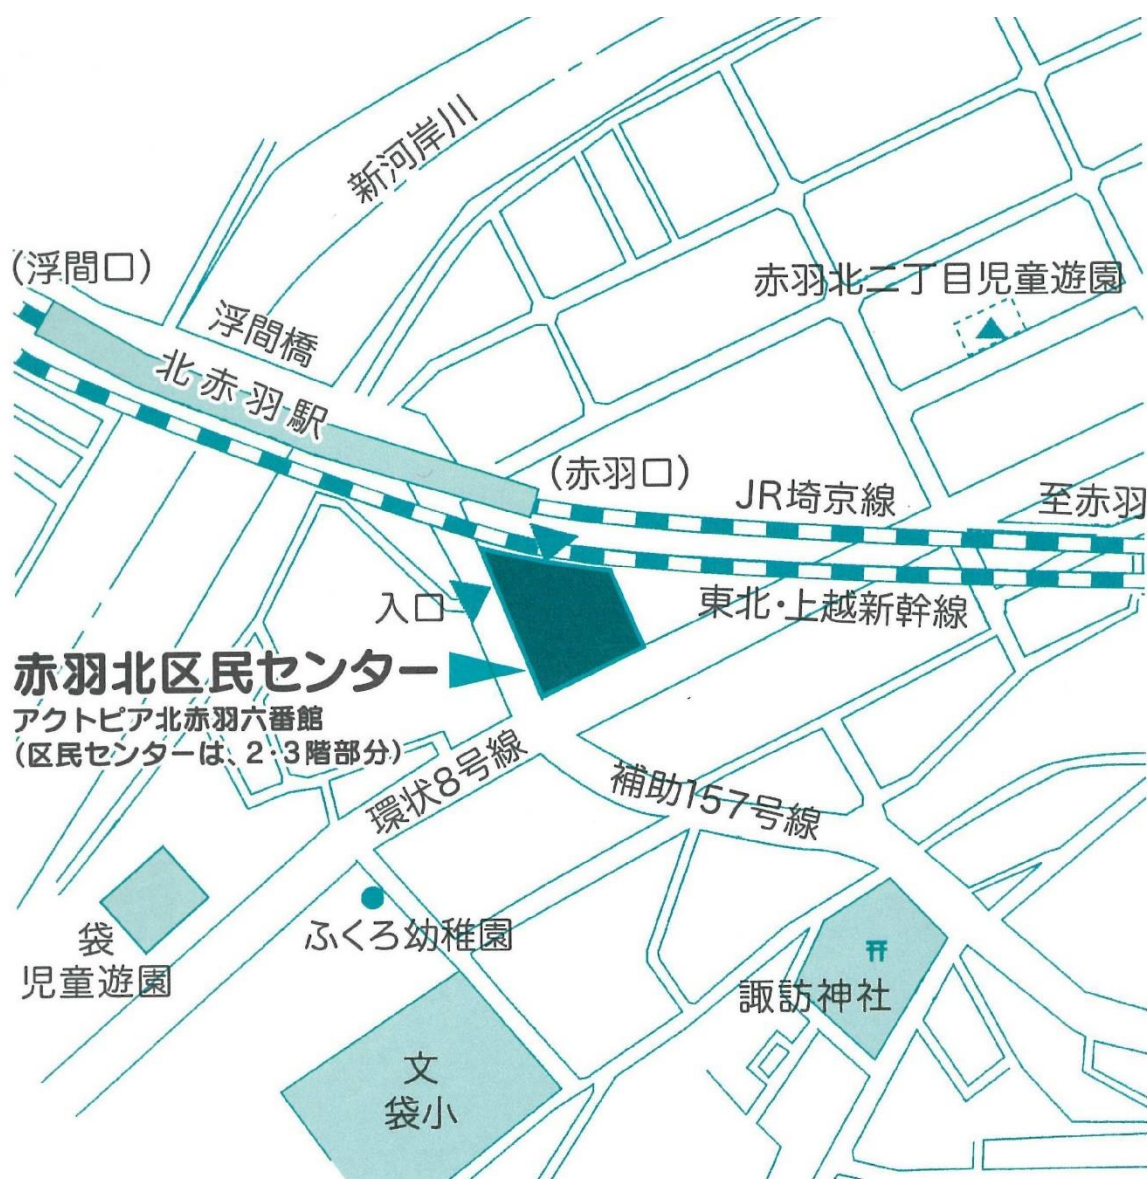 新河岸川
(浮間口)
赤羽北二丁目児童遊園
浮間橋
北赤羽駅
(赤羽口)
JR埼京線
至赤羽
入口
東北・上越新幹線
赤羽北区民センター
アクトピア北赤羽六番館
(区民センターは、2・3階部分)
環状8号線
補助157号線
ふくろ幼稚園
袋
児童遊園
諏訪神社
文
袋小